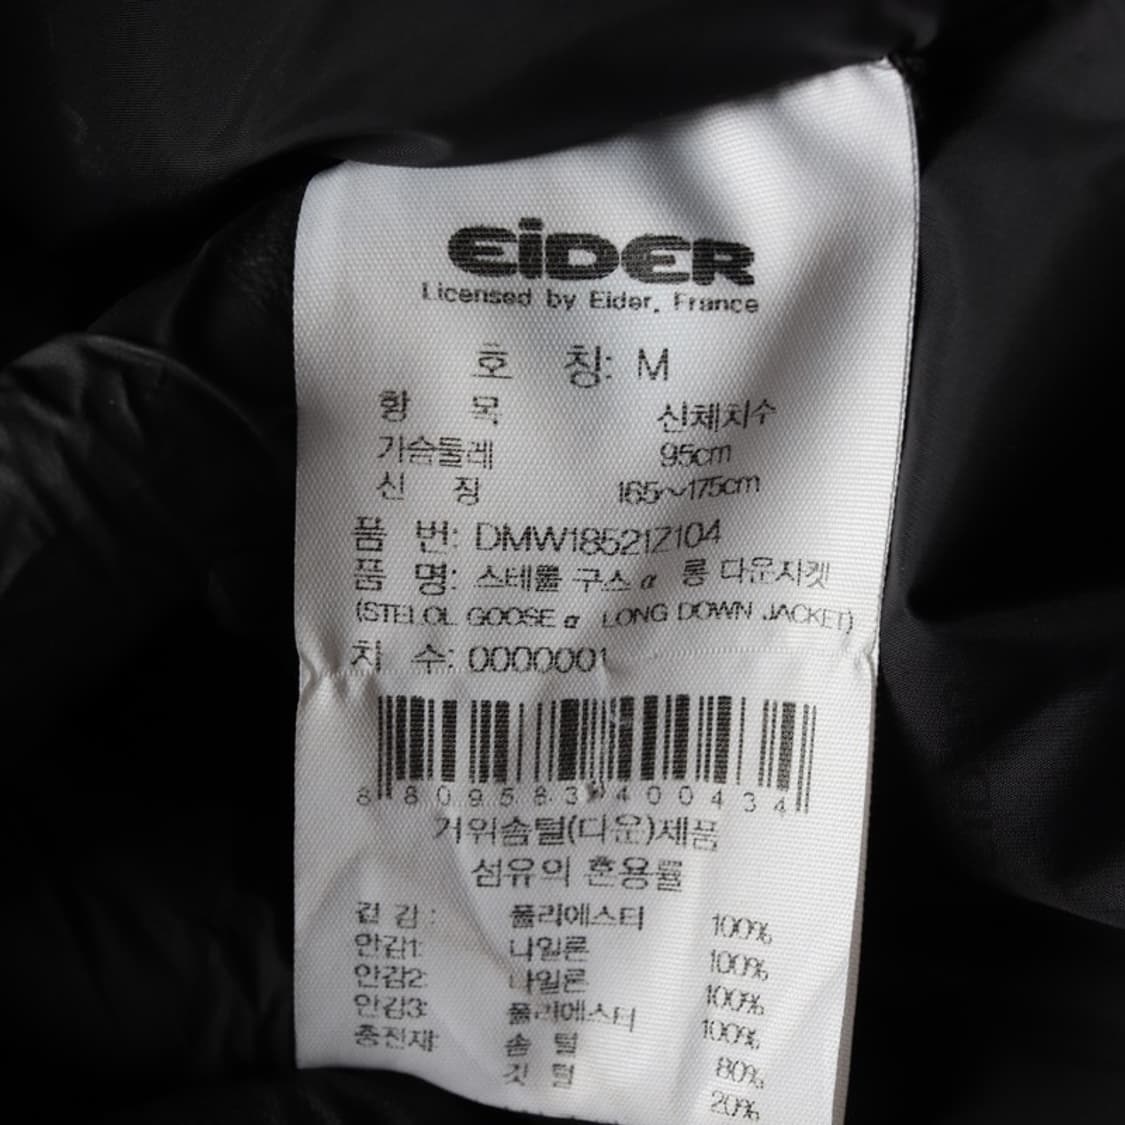 EiDER
Licensed by Eider, France
호 칭: M
항 목 신체치수
가슴둘레 95cm
신 장 165~175cm
품 번: DMW18521Z104
품 명: 스테롤 구스α 롱 다운자켓
(STELOL GOOSE α LONG DOWN JACKET)
치 수: 0000001
8 809583 400434
거위솜털(다운)제품
섬유의 혼용률
겉 감: 폴리에스터 100%
안감1: 나일론 100%
안감2: 나일론 100%
안감3: 폴리에스터 100%
충전재: 솜 털 80%
깃 털 20%